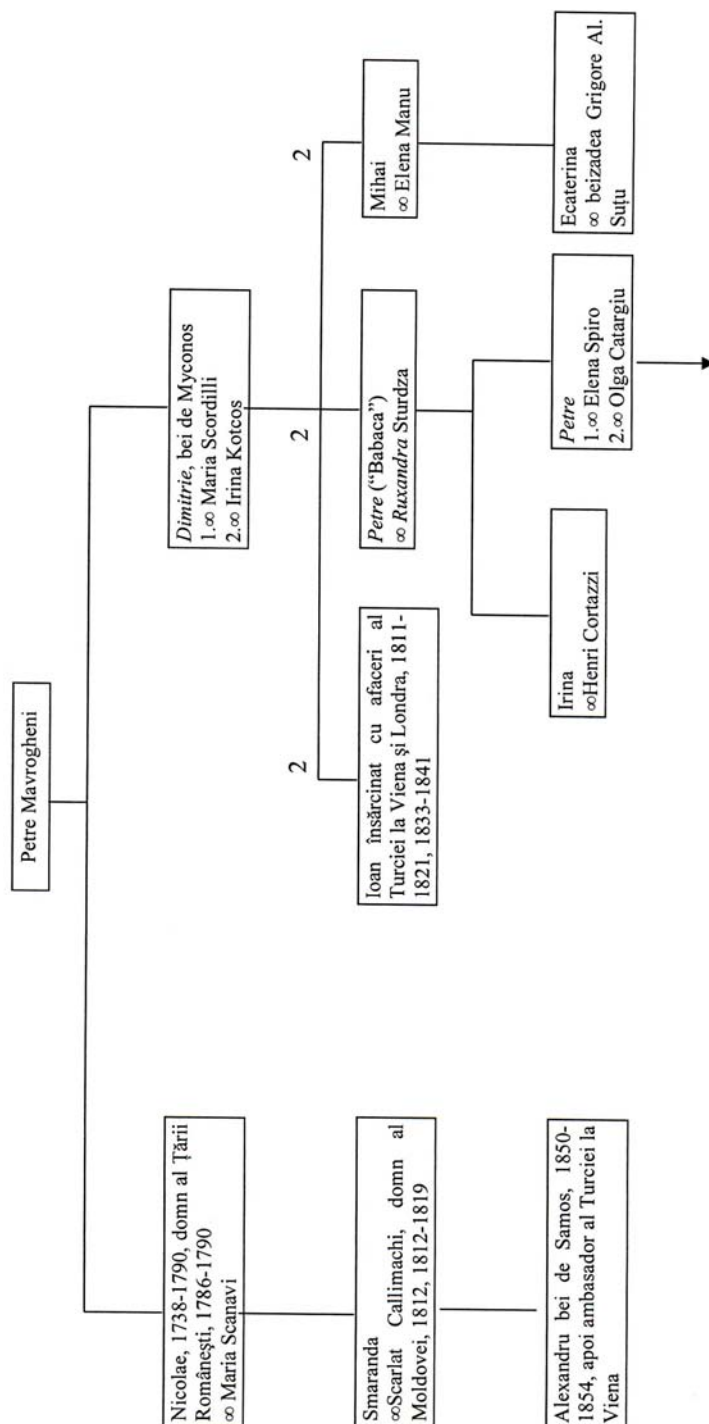 Petre Mavrogheni
Nicolae, 1738-1790, domn al Țării
Românești, 1786-1790
∞ Maria Scanavi
Dimitrie, bei de Myconos
1.∞ Maria Scordilli
2.∞ Irina Kotcos
2
2
2
Smaranda
∞Scarlat Callimachi, domn al
Moldovei, 1812, 1812-1819
Ioan însărcinat cu afaceri al
Turciei la Viena și Londra, 1811-
1821, 1833-1841
Petre (“Babaca”)
∞ Ruxandra Sturdza
Mihai
∞ Elena Manu
Alexandru bei de Samos, 1850-
1854, apoi ambasador al Turciei la
Viena
Irina
∞Henri Cortazzi
Petre
1.∞ Elena Spiro
2.∞ Olga Catargiu
Ecaterina
∞ beizadea Grigore Al.
Suțu